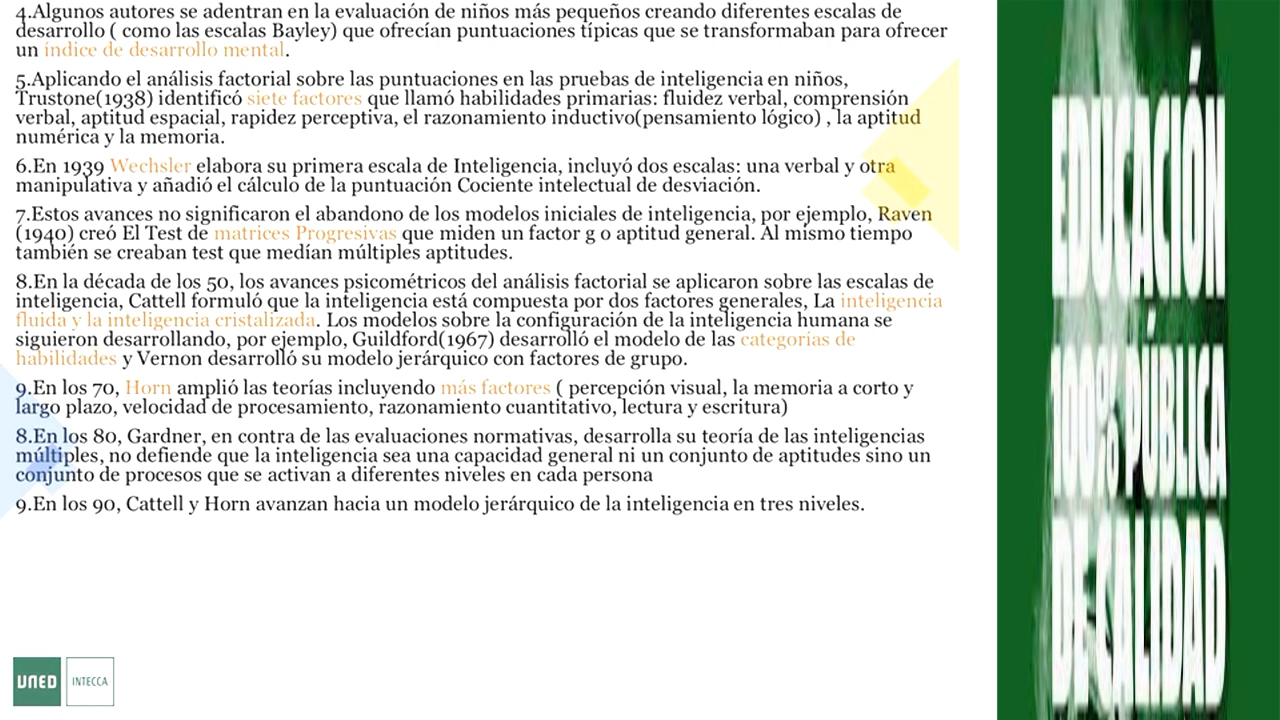 4.Algunos autores se adentran en la evaluación de niños más pequeños creando diferentes escalas de
desarrollo ( como las escalas Bayley) que ofrecían puntuaciones típicas que se transformaban para ofrecer
un índice de desarrollo mental.
5.Aplicando el análisis factorial sobre las puntuaciones en las pruebas de inteligencia en niños,
Trustone(1938) identificó siete factores que llamó habilidades primarias: fluidez verbal, comprensión
verbal, aptitud espacial, rapidez perceptiva, el razonamiento inductivo(pensamiento lógico) , la aptitud
numérica y la memoria.
6.En 1939 Wechsler elabora su primera escala de Inteligencia, incluyó dos escalas: una verbal y otra
manipulativa y añadió el cálculo de la puntuación Cociente intelectual de desviación.
7.Estos avances no significaron el abandono de los modelos iniciales de inteligencia, por ejemplo, Raven
(1940) creó El Test de matrices Progresivas que miden un factor g o aptitud general. Al mismo tiempo
también se creaban test que medían múltiples aptitudes.
8.En la década de los 50, los avances psicométricos del análisis factorial se aplicaron sobre las escalas de
inteligencia, Cattell formuló que la inteligencia está compuesta por dos factores generales, La inteligencia
fluida y la inteligencia cristalizada. Los modelos sobre la configuración de la inteligencia humana se
siguieron desarrollando, por ejemplo, Guildford(1967) desarrolló el modelo de las categorías de
habilidades y Vernon desarrolló su modelo jerárquico con factores de grupo.
9.En los 70, Horn amplió las teorías incluyendo más factores ( percepción visual, la memoria a corto y
largo plazo, velocidad de procesamiento, razonamiento cuantitativo, lectura y escritura)
8.En los 80, Gardner, en contra de las evaluaciones normativas, desarrolla su teoría de las inteligencias
múltiples, no defiende que la inteligencia sea una capacidad general ni un conjunto de aptitudes sino un
conjunto de procesos que se activan a diferentes niveles en cada persona
9.En los 90, Cattell y Horn avanzan hacia un modelo jerárquico de la inteligencia en tres niveles.
UNED
INTECCA
EDUCACIÓN
100% PÚBLICA
DE CALIDAD